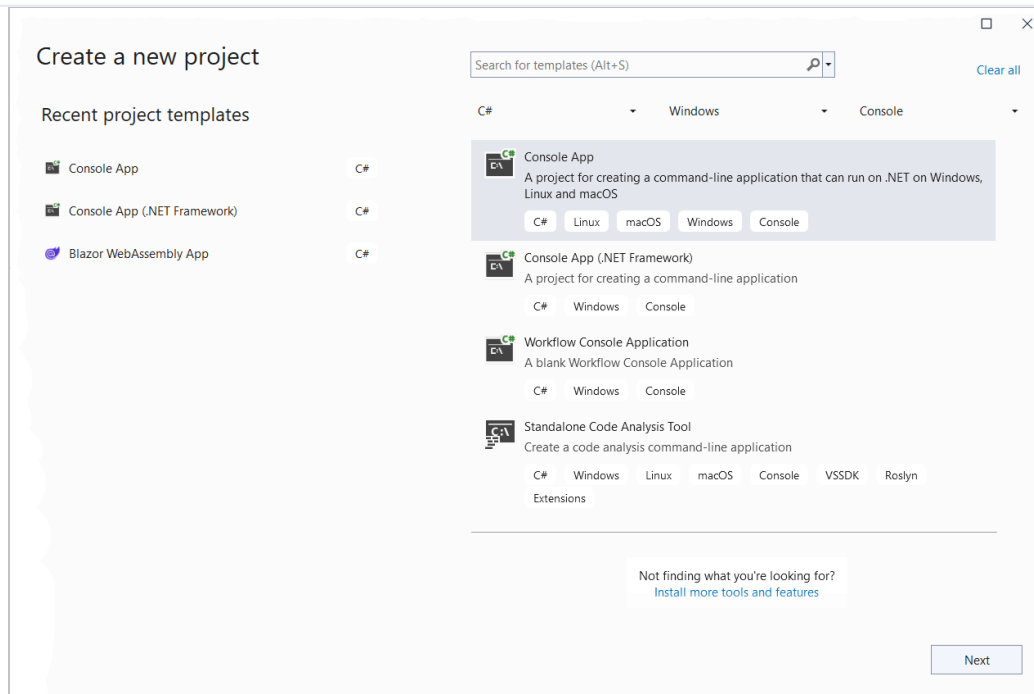 Create a new project
Recent project templates
Console App C#
Console App (.NET Framework) C#
Blazor WebAssembly App C#
Search for templates (Alt+S)
Clear all
C# Windows Console
C#
E:\
Console App
A project for creating a command-line application that can run on .NET on Windows,
Linux and macOS
C# Linux macOS Windows Console
C#
E:\
Console App (.NET Framework)
A project for creating a command-line application
C# Windows Console
C#
E:\
Workflow Console Application
A blank Workflow Console Application
C# Windows Console
C:\
Standalone Code Analysis Tool
Create a code analysis command-line application
C# Windows Linux macOS Console VSSDK Roslyn
Extensions
Not finding what you're looking for?
Install more tools and features
Next